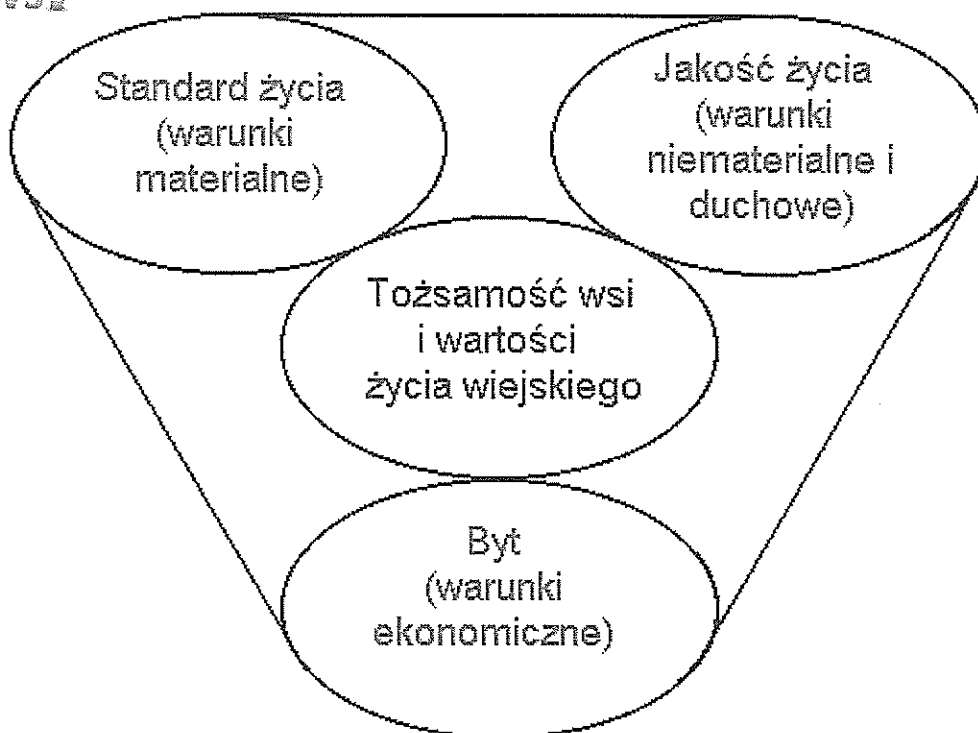 Standard życia
(warunki
materialne)
Jakość życia
(warunki
niematerialne i
duchowe)
Tożsamość wsi
i wartości
życia wiejskiego
Byt
(warunki
ekonomiczne)